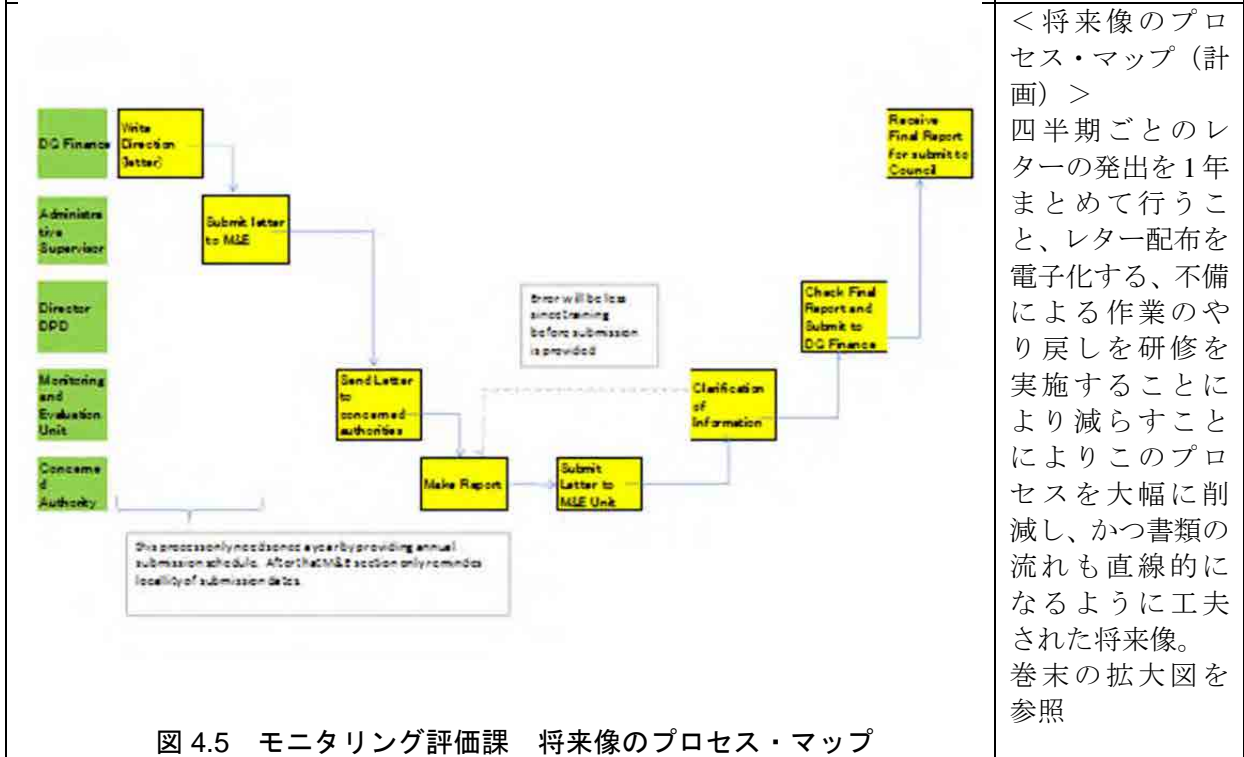 DG Finance
Write
Direction
(letter)
Receive
Final Report
for submit to
Council
Administra
tive
Supervisor
Submit letter
to M&E
Director
DPD
Error will be less
since training
before submission
is provided
Check Final
Report and
Submit to
DG Finance
Monitoring
and
Evaluation
Unit
Send Letter
to
concerned
authorities
Clarification
of
Information
Concerne
d
Authority
Make Report
Submit
Letter to
M&E Unit
this process only needs once a year by providing annual
submission schedule. After that M&E section only remindes
locallity of submission dates.
図 4.5 モニタリング評価課 将来像のプロセス・マップ
＜将来像のプロ
セス・マップ（計
画）＞
四半期ごとのレ
ターの発出を1年
まとめて行うこ
と、レター配布を
電子化する、不備
による作業のや
り戻しを研修を
実施することに
より減らすこと
によりこのプロ
セスを大幅に削
減し、かつ書類の
流れも直線的に
なるように工夫
された将来像。
巻末の拡大図を
参照